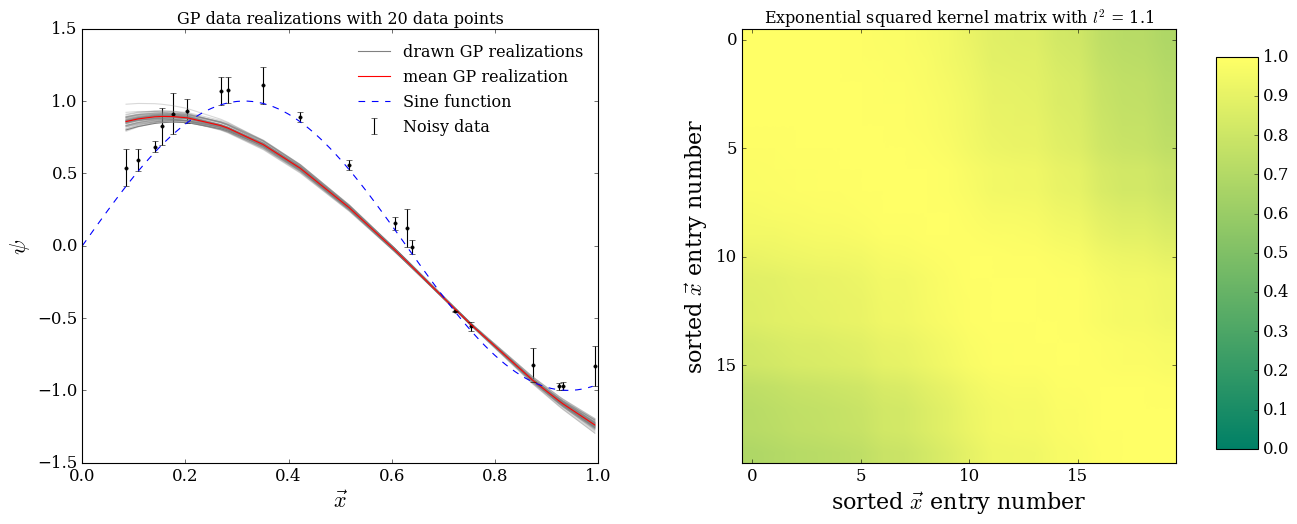 GP data realizations with 20 data points
1.5
1.0
0.5
0.0
−0.5
−1.0
−1.5
ψ
0.0 0.2 0.4 0.6 0.8 1.0
x⃗
drawn GP realizations
mean GP realization
Sine function
Noisy data
Exponential squared kernel matrix with l² = 1.1
0
5
10
15
sorted x⃗ entry number
0 5 10 15
sorted x⃗ entry number
1.0
0.9
0.8
0.7
0.6
0.5
0.4
0.3
0.2
0.1
0.0